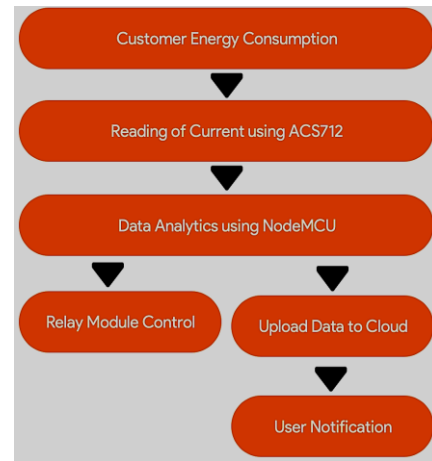 Customer Energy Consumption
Reading of Current using ACS712
Data Analytics using NodeMCU
Relay Module Control
Upload Data to Cloud
User Notification